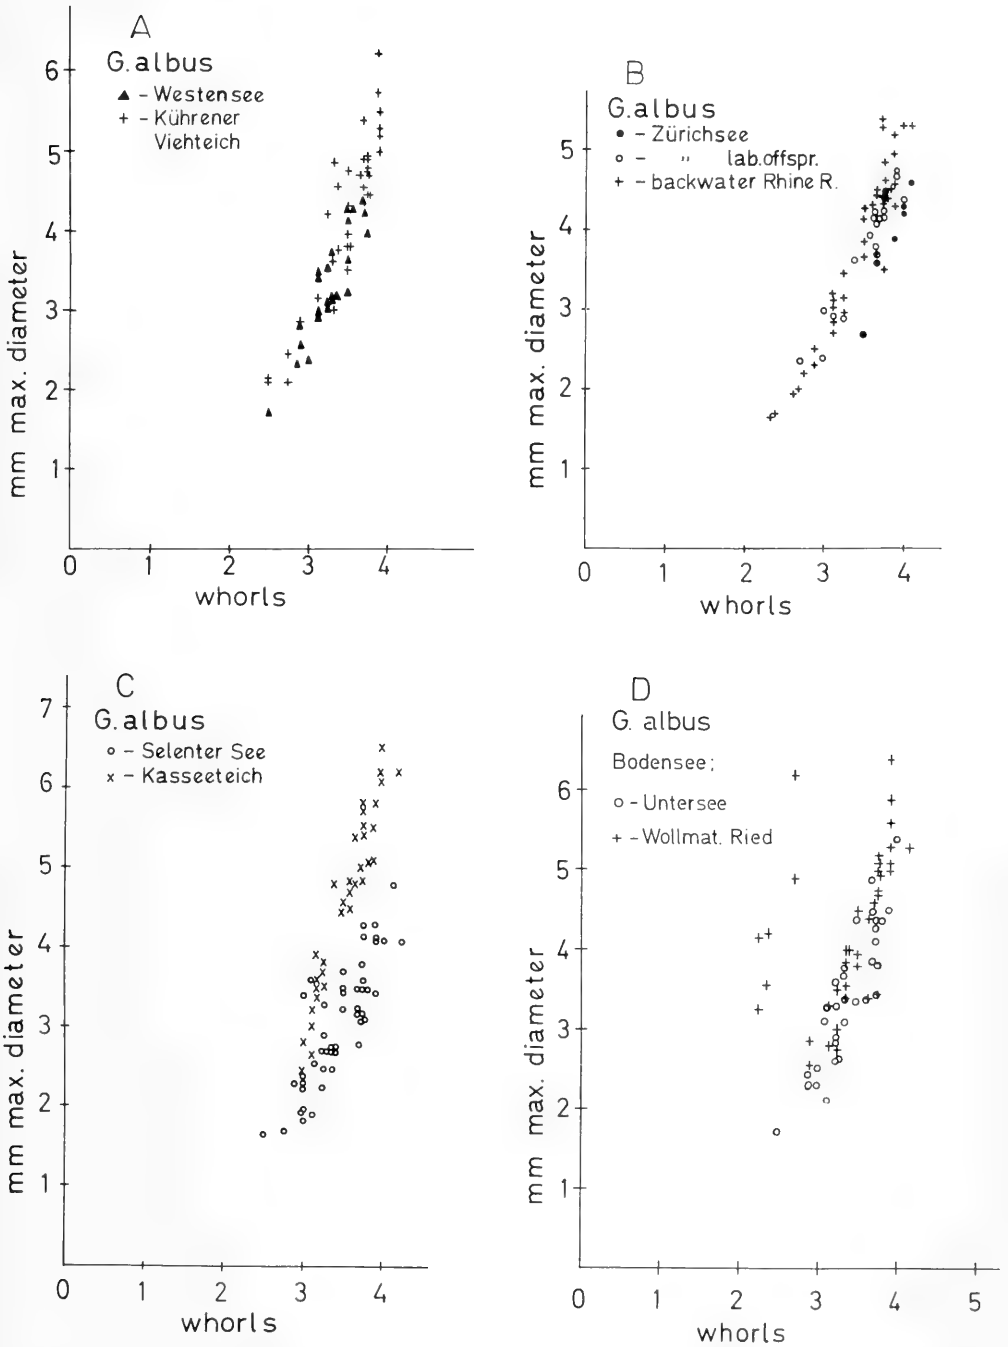 A
G. albus
▲ - Westensee
+ - Kührener
Viehteich
6
5
4
3
2
1
mm max. diameter
0 1 2 3 4
whorls
B
G. albus
● - Zürichsee
○ - " lab. offspr.
+ - backwater Rhine R.
5
4
3
2
1
mm max. diameter
0 1 2 3 4
whorls
C
G. albus
○ - Selenter See
x - Kasseeteich
7
6
5
4
3
2
1
mm max. diameter
0 1 2 3 4
whorls
D
G. albus
Bodensee;
○ - Untersee
+ - Wollmat. Ried
6
5
4
3
2
1
mm max. diameter
0 1 2 3 4 5
whorls